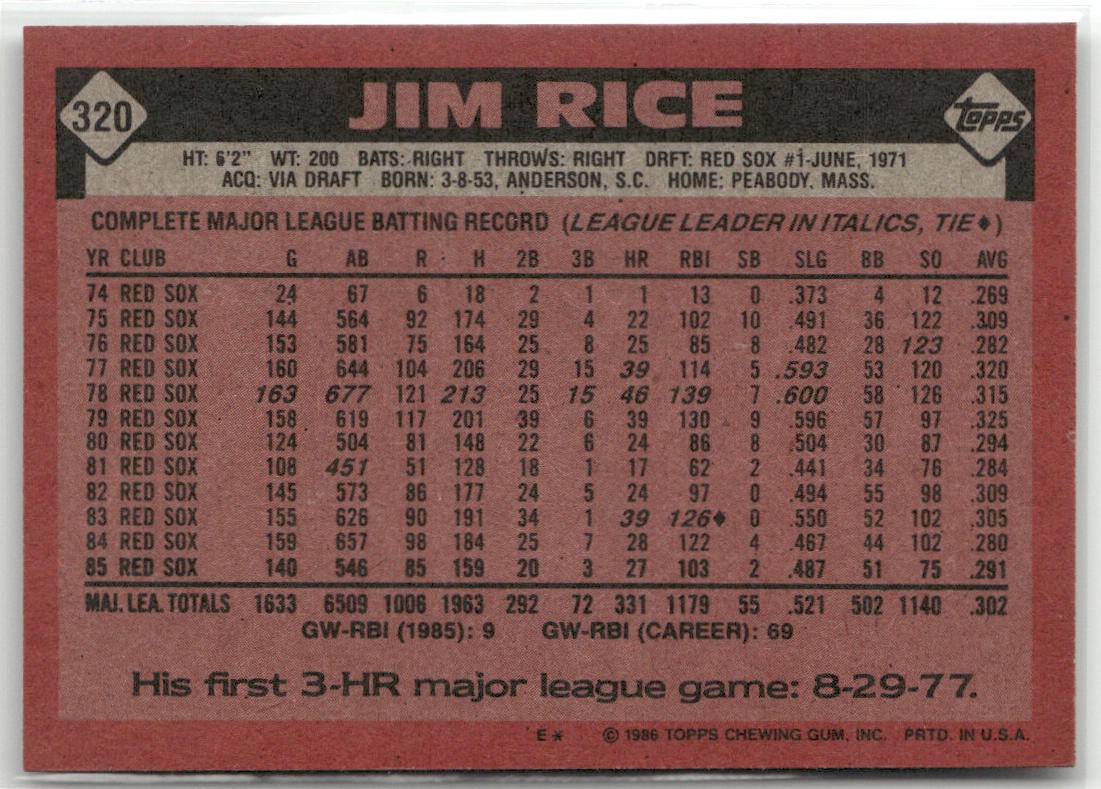 320 JIM RICE Topps
HT: 6'2" WT: 200 BATS: RIGHT THROWS: RIGHT DRFT: RED SOX #1-JUNE, 1971
ACQ: VIA DRAFT BORN: 3-8-53, ANDERSON, S.C. HOME: PEABODY, MASS.
COMPLETE MAJOR LEAGUE BATTING RECORD (LEAGUE LEADER IN ITALICS, TIE♦)
YR CLUB G AB R H 2B 3B HR RBI SB SLG BB SO AVG
74 RED SOX 24 67 6 18 2 1 1 13 0 .373 4 12 .269
75 RED SOX 144 564 92 174 29 4 22 102 10 .491 36 122 .309
76 RED SOX 153 581 75 164 25 8 25 85 8 .482 28 123 .282
77 RED SOX 160 644 104 206 29 15 39 114 5 .593 53 120 .320
78 RED SOX 163 677 121 213 25 15 46 139 7 .600 58 126 .315
79 RED SOX 158 619 117 201 39 6 39 130 9 .596 57 97 .325
80 RED SOX 124 504 81 148 22 6 24 86 8 .504 30 87 .294
81 RED SOX 108 451 51 128 18 1 17 62 2 .441 34 76 .284
82 RED SOX 145 573 86 177 24 5 24 97 0 .494 55 98 .309
83 RED SOX 155 626 90 191 34 1 39 126♦ 0 .550 52 102 .305
84 RED SOX 159 657 98 184 25 7 28 122 4 .467 44 102 .280
85 RED SOX 140 546 85 159 20 3 27 103 2 .487 51 75 .291
MAJ. LEA. TOTALS 1633 6509 1006 1963 292 72 331 1179 55 .521 502 1140 .302
GW-RBI (1985): 9 GW-RBI (CAREER): 69
His first 3-HR major league game: 8-29-77.
E* © 1986 TOPPS CHEWING GUM, INC. PRTD. IN U.S.A.